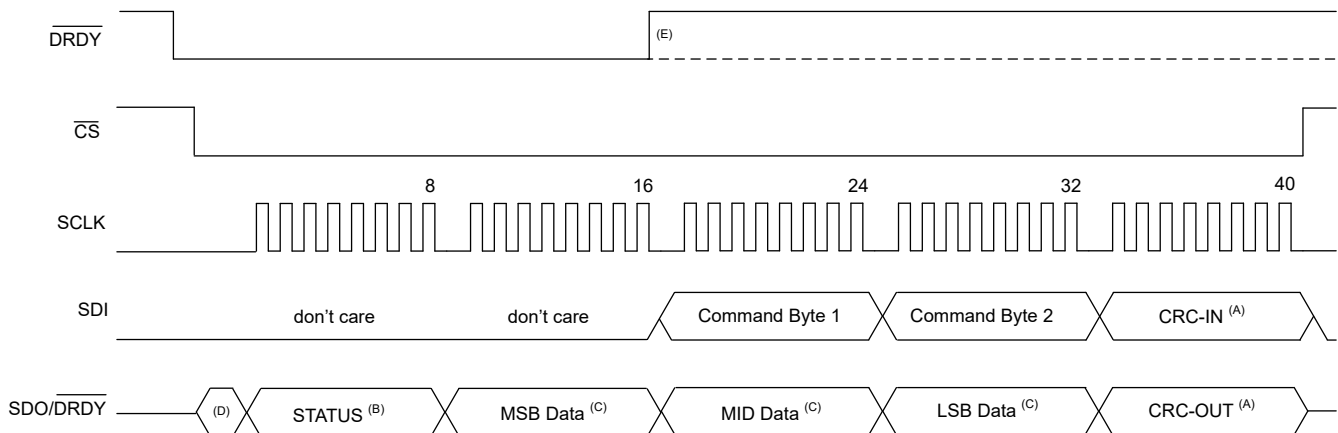 DRDY
(E)
CS
8 16 24 32 40
SCLK
SDI don't care don't care Command Byte 1 Command Byte 2 CRC-IN (A)
SDO/DRDY (D) STATUS (B) MSB Data (C) MID Data (C) LSB Data (C) CRC-OUT (A)